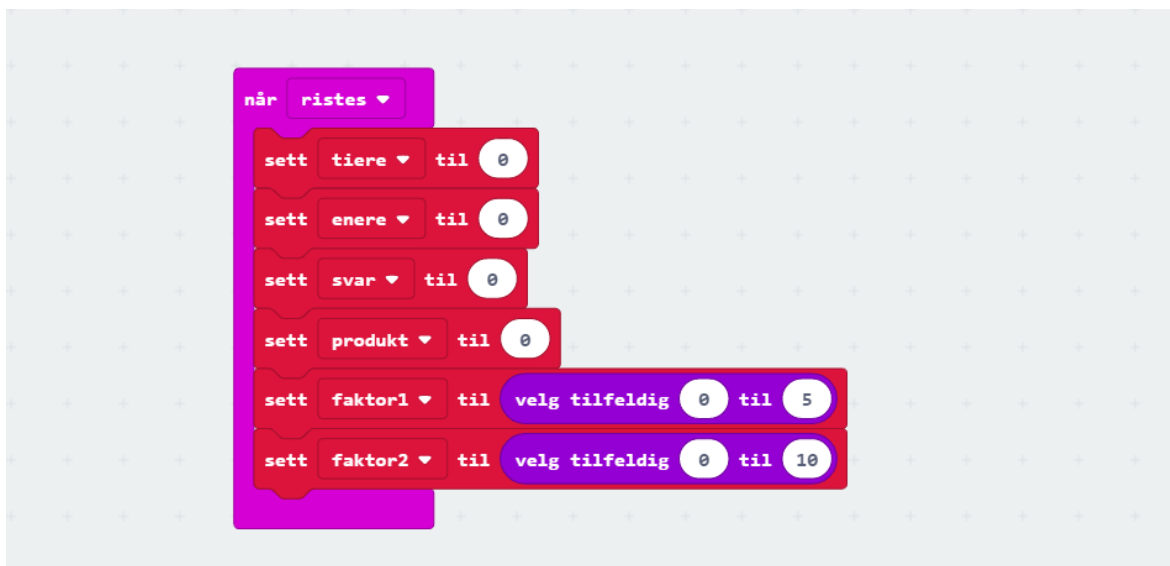 når ristes
sett tiere til 0
sett enere til 0
sett svar til 0
sett produkt til 0
sett faktor1 til velg tilfeldig 0 til 5
sett faktor2 til velg tilfeldig 0 til 10